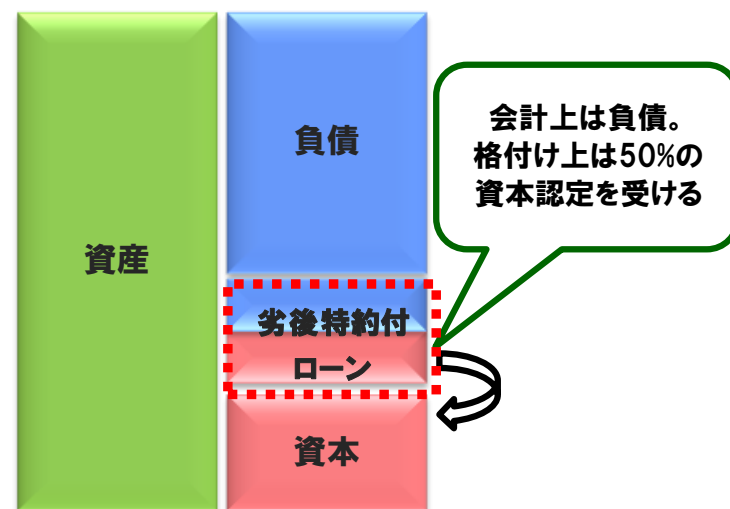 資産
負債
劣後特約付
ローン
資本
会計上は負債。
格付け上は50%の
資本認定を受ける